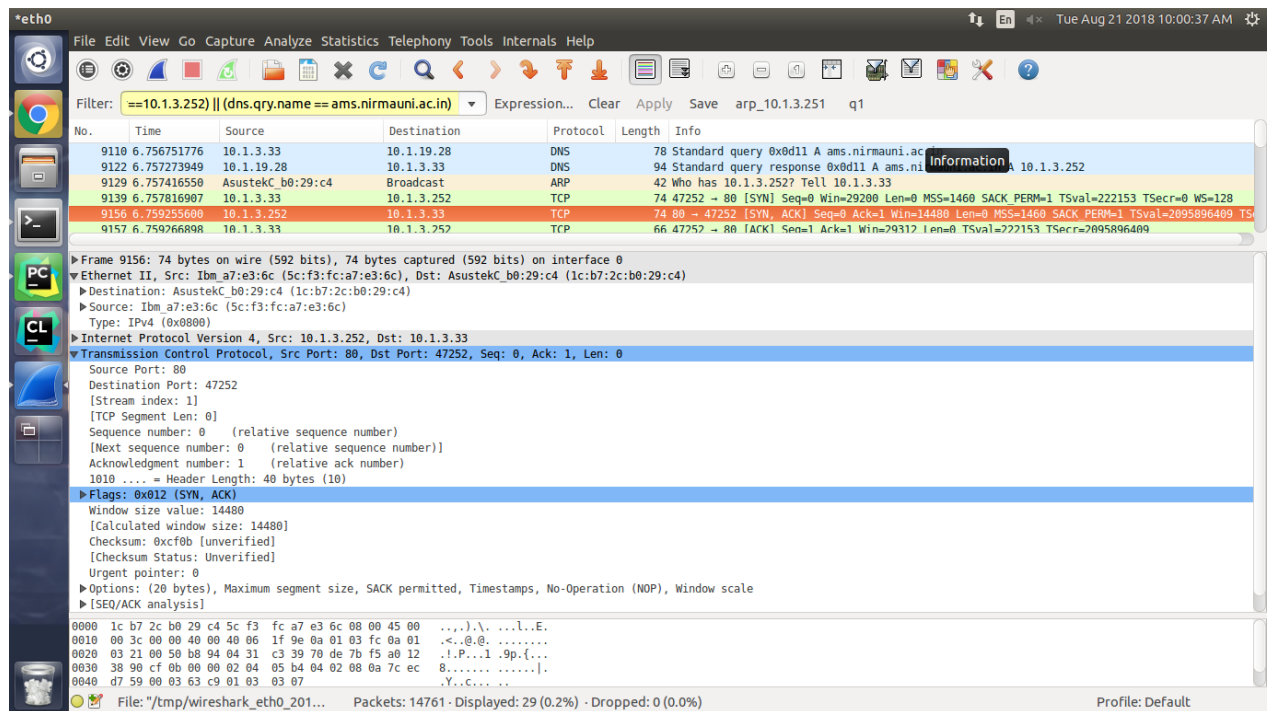 *eth0
En
Tue Aug 21 2018 10:00:37 AM
File Edit View Go Capture Analyze Statistics Telephony Tools Internals Help
Filter: ==10.1.3.252) || (dns.qry.name == ams.nirmauni.ac.in) Expression... Clear Apply Save arp_10.1.3.251 q1
No. Time Source Destination Protocol Length Info
9110 6.756751776 10.1.3.33 10.1.19.28 DNS 78 Standard query 0x0d11 A ams.nirmauni.ac
9122 6.757273949 10.1.19.28 10.1.3.33 DNS 94 Standard query response 0x0d11 A ams.ni A 10.1.3.252
Information
9129 6.757416550 AsustekC_b0:29:c4 Broadcast ARP 42 Who has 10.1.3.252? Tell 10.1.3.33
9139 6.757816907 10.1.3.33 10.1.3.252 TCP 74 47252 → 80 [SYN] Seq=0 Win=29200 Len=0 MSS=1460 SACK_PERM=1 TSval=222153 TSecr=0 WS=128
9156 6.759255600 10.1.3.252 10.1.3.33 TCP 74 80 → 47252 [SYN, ACK] Seq=0 Ack=1 Win=14480 Len=0 MSS=1460 SACK_PERM=1 TSval=2095896409 TS
9157 6.759266898 10.1.3.33 10.1.3.252 TCP 66 47252 → 80 [ACK] Seq=1 Ack=1 Win=29312 Len=0 TSval=222153 TSecr=2095896409
Frame 9156: 74 bytes on wire (592 bits), 74 bytes captured (592 bits) on interface 0
Ethernet II, Src: Ibm_a7:e3:6c (5c:f3:fc:a7:e3:6c), Dst: AsustekC_b0:29:c4 (1c:b7:2c:b0:29:c4)
Destination: AsustekC_b0:29:c4 (1c:b7:2c:b0:29:c4)
Source: Ibm_a7:e3:6c (5c:f3:fc:a7:e3:6c)
Type: IPv4 (0x0800)
Internet Protocol Version 4, Src: 10.1.3.252, Dst: 10.1.3.33
Transmission Control Protocol, Src Port: 80, Dst Port: 47252, Seq: 0, Ack: 1, Len: 0
Source Port: 80
Destination Port: 47252
[Stream index: 1]
[TCP Segment Len: 0]
Sequence number: 0 (relative sequence number)
[Next sequence number: 0 (relative sequence number)]
Acknowledgment number: 1 (relative ack number)
1010 .... = Header Length: 40 bytes (10)
Flags: 0x012 (SYN, ACK)
Window size value: 14480
[Calculated window size: 14480]
Checksum: 0xcf0b [unverified]
[Checksum Status: Unverified]
Urgent pointer: 0
Options: (20 bytes), Maximum segment size, SACK permitted, Timestamps, No-Operation (NOP), Window scale
[SEQ/ACK analysis]
0000 1c b7 2c b0 29 c4 5c f3 fc a7 e3 6c 08 00 45 00 ..,.).\. ...l..E.
0010 00 3c 00 00 40 00 40 06 1f 9e 0a 01 03 fc 0a 01 .<..@.@. ........
0020 03 21 00 50 b8 94 04 31 c3 39 70 de 7b f5 a0 12 .!.P...1 .9p.{...
0030 38 90 cf 0b 00 00 02 04 05 b4 04 02 08 0a 7c ec 8....... ......|.
0040 d7 59 00 03 63 c9 01 03 03 07 .Y..c... ..
File: "/tmp/wireshark_eth0_201... Packets: 14761 · Displayed: 29 (0.2%) · Dropped: 0 (0.0%) Profile: Default
PC
CL